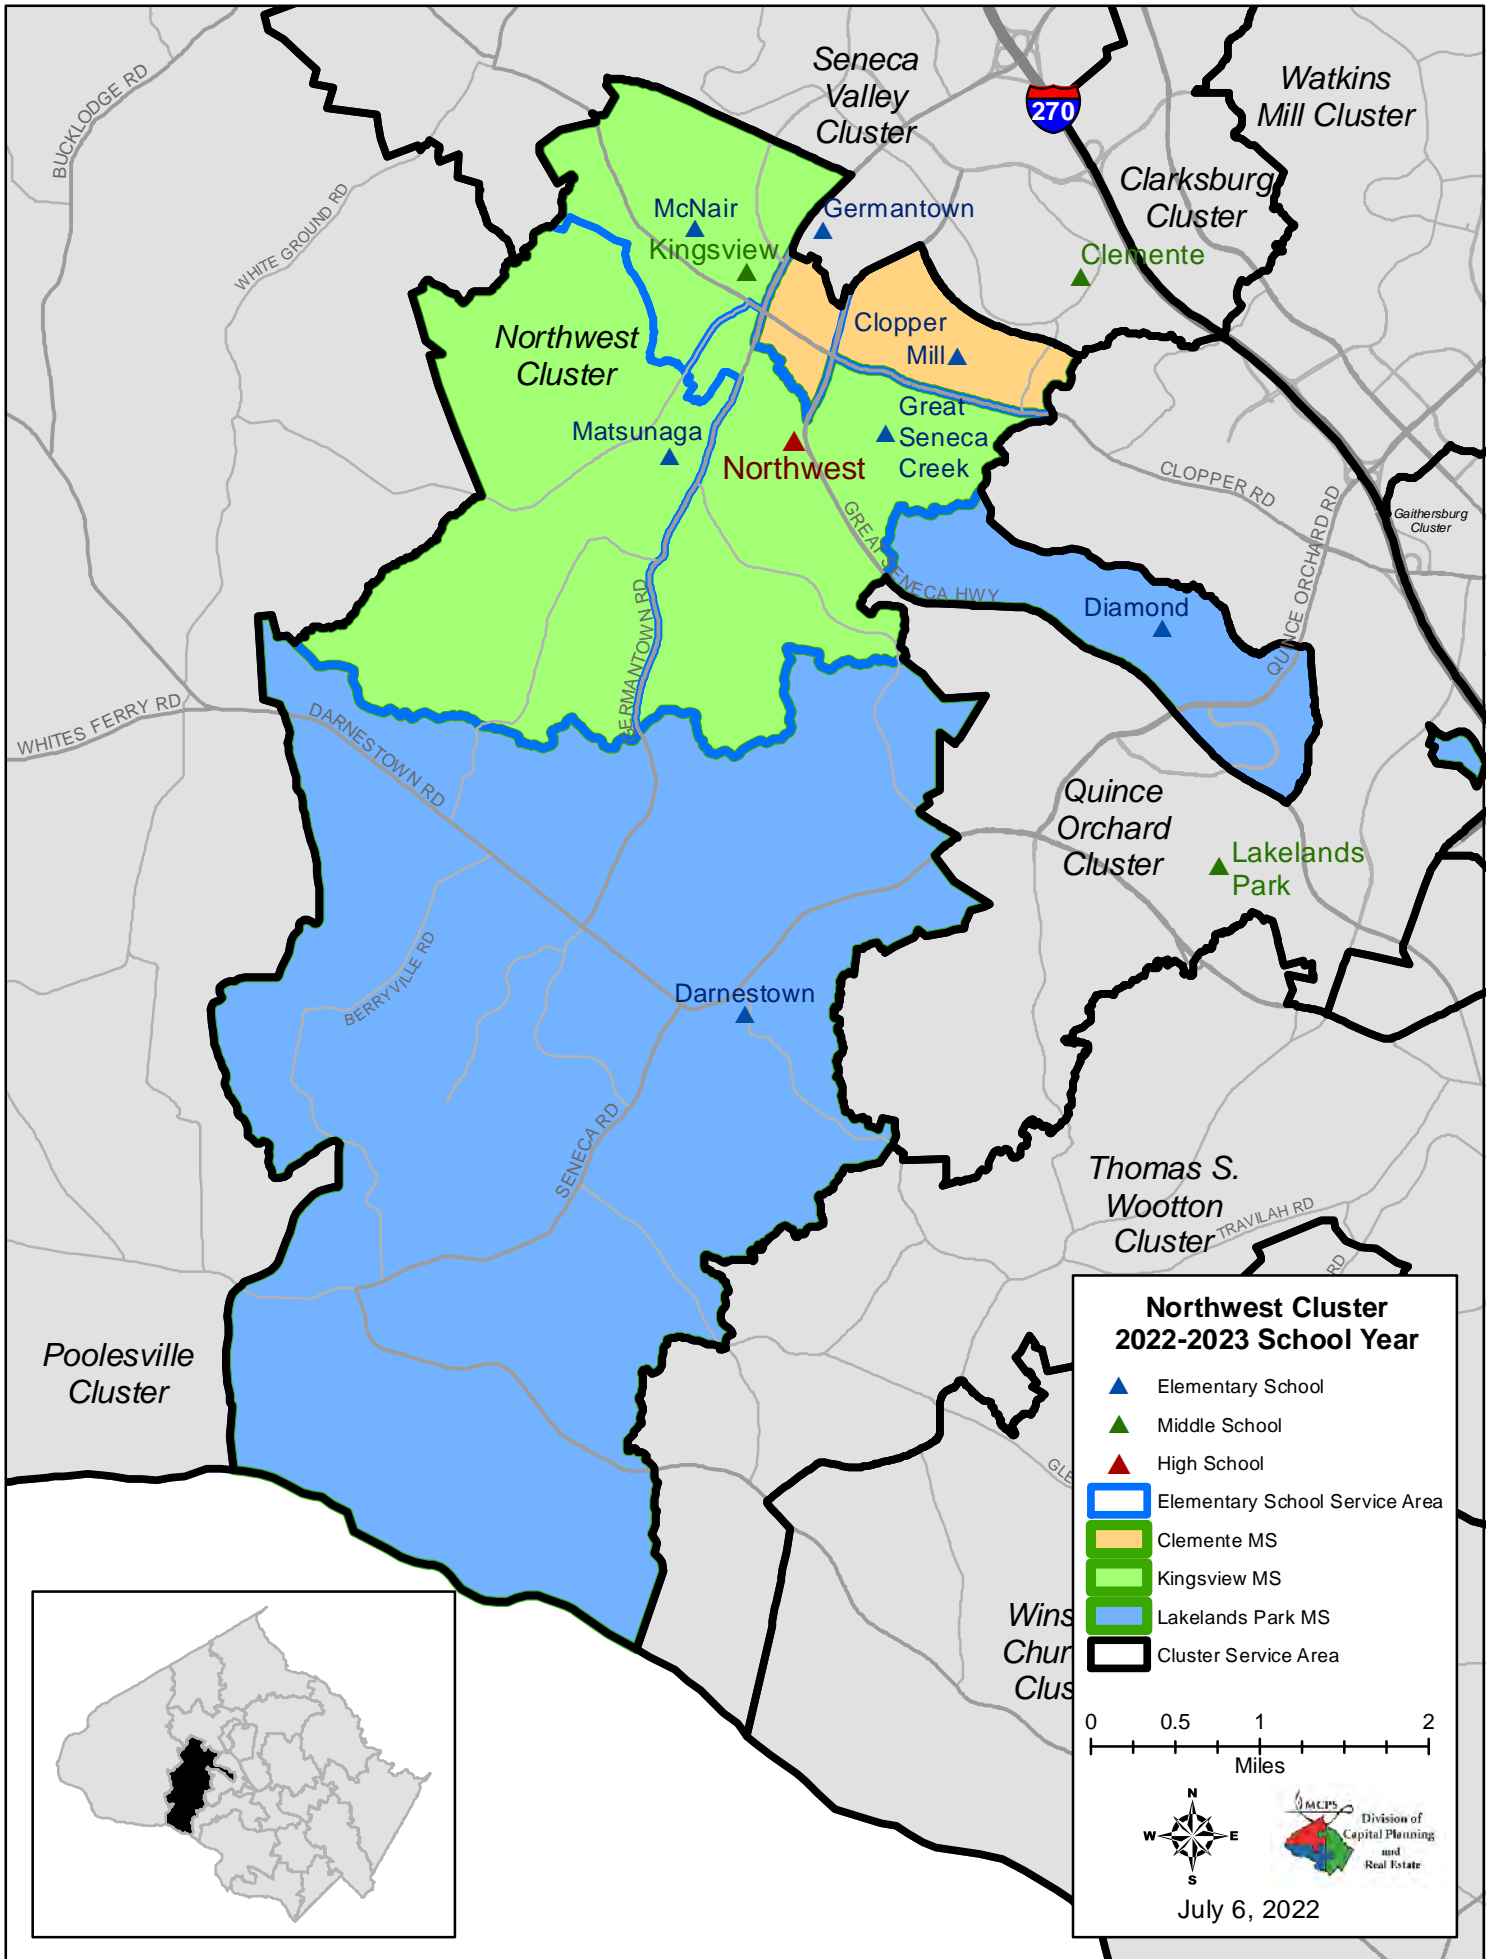 Seneca
Valley
Cluster
270
Watkins
Mill Cluster
BUCKLODGE RD
Clarksburg
Cluster
WHITE GROUND RD
McNair
Germantown
Kingsview
Clemente
Northwest
Cluster
Clopper
Mill
Great
Seneca
Creek
Matsunaga
Northwest
CLOPPER RD
Gaithersburg
Cluster
GREAT SENECA HWY
QUINCE ORCHARD RD
Diamond
GERMANTOWN RD
WHITES FERRY RD
DARNESTOWN RD
Quince
Orchard
Cluster
Lakelands
Park
BERRYVILLE RD
Darnestown
SENECA RD
Thomas S.
Wootton
Cluster
TRAVILAH RD
RD
Poolesville
Cluster
GLE
Wins
Chur
Clus
Northwest Cluster
2022-2023 School Year
Elementary School
Middle School
High School
Elementary School Service Area
Clemente MS
Kingsview MS
Lakelands Park MS
Cluster Service Area
0 0.5 1 2
Miles
N
W E
S
MCPS
Division of
Capital Planning
and
Real Estate
July 6, 2022